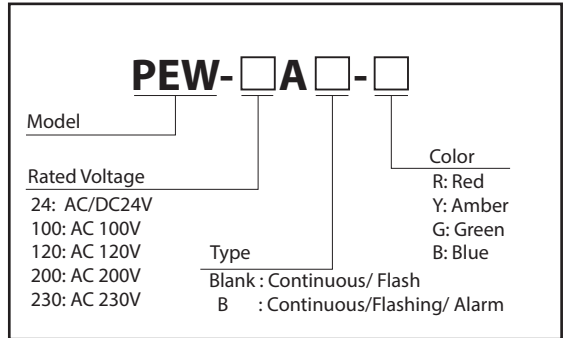 PEW-□A□-□
Model
Rated Voltage
24: AC/DC24V
100: AC 100V
120: AC 120V
200: AC 200V
230: AC 230V
Type
Blank : Continuous/ Flash
B : Continuous/Flashing/ Alarm
Color
R: Red
Y: Amber
G: Green
B: Blue